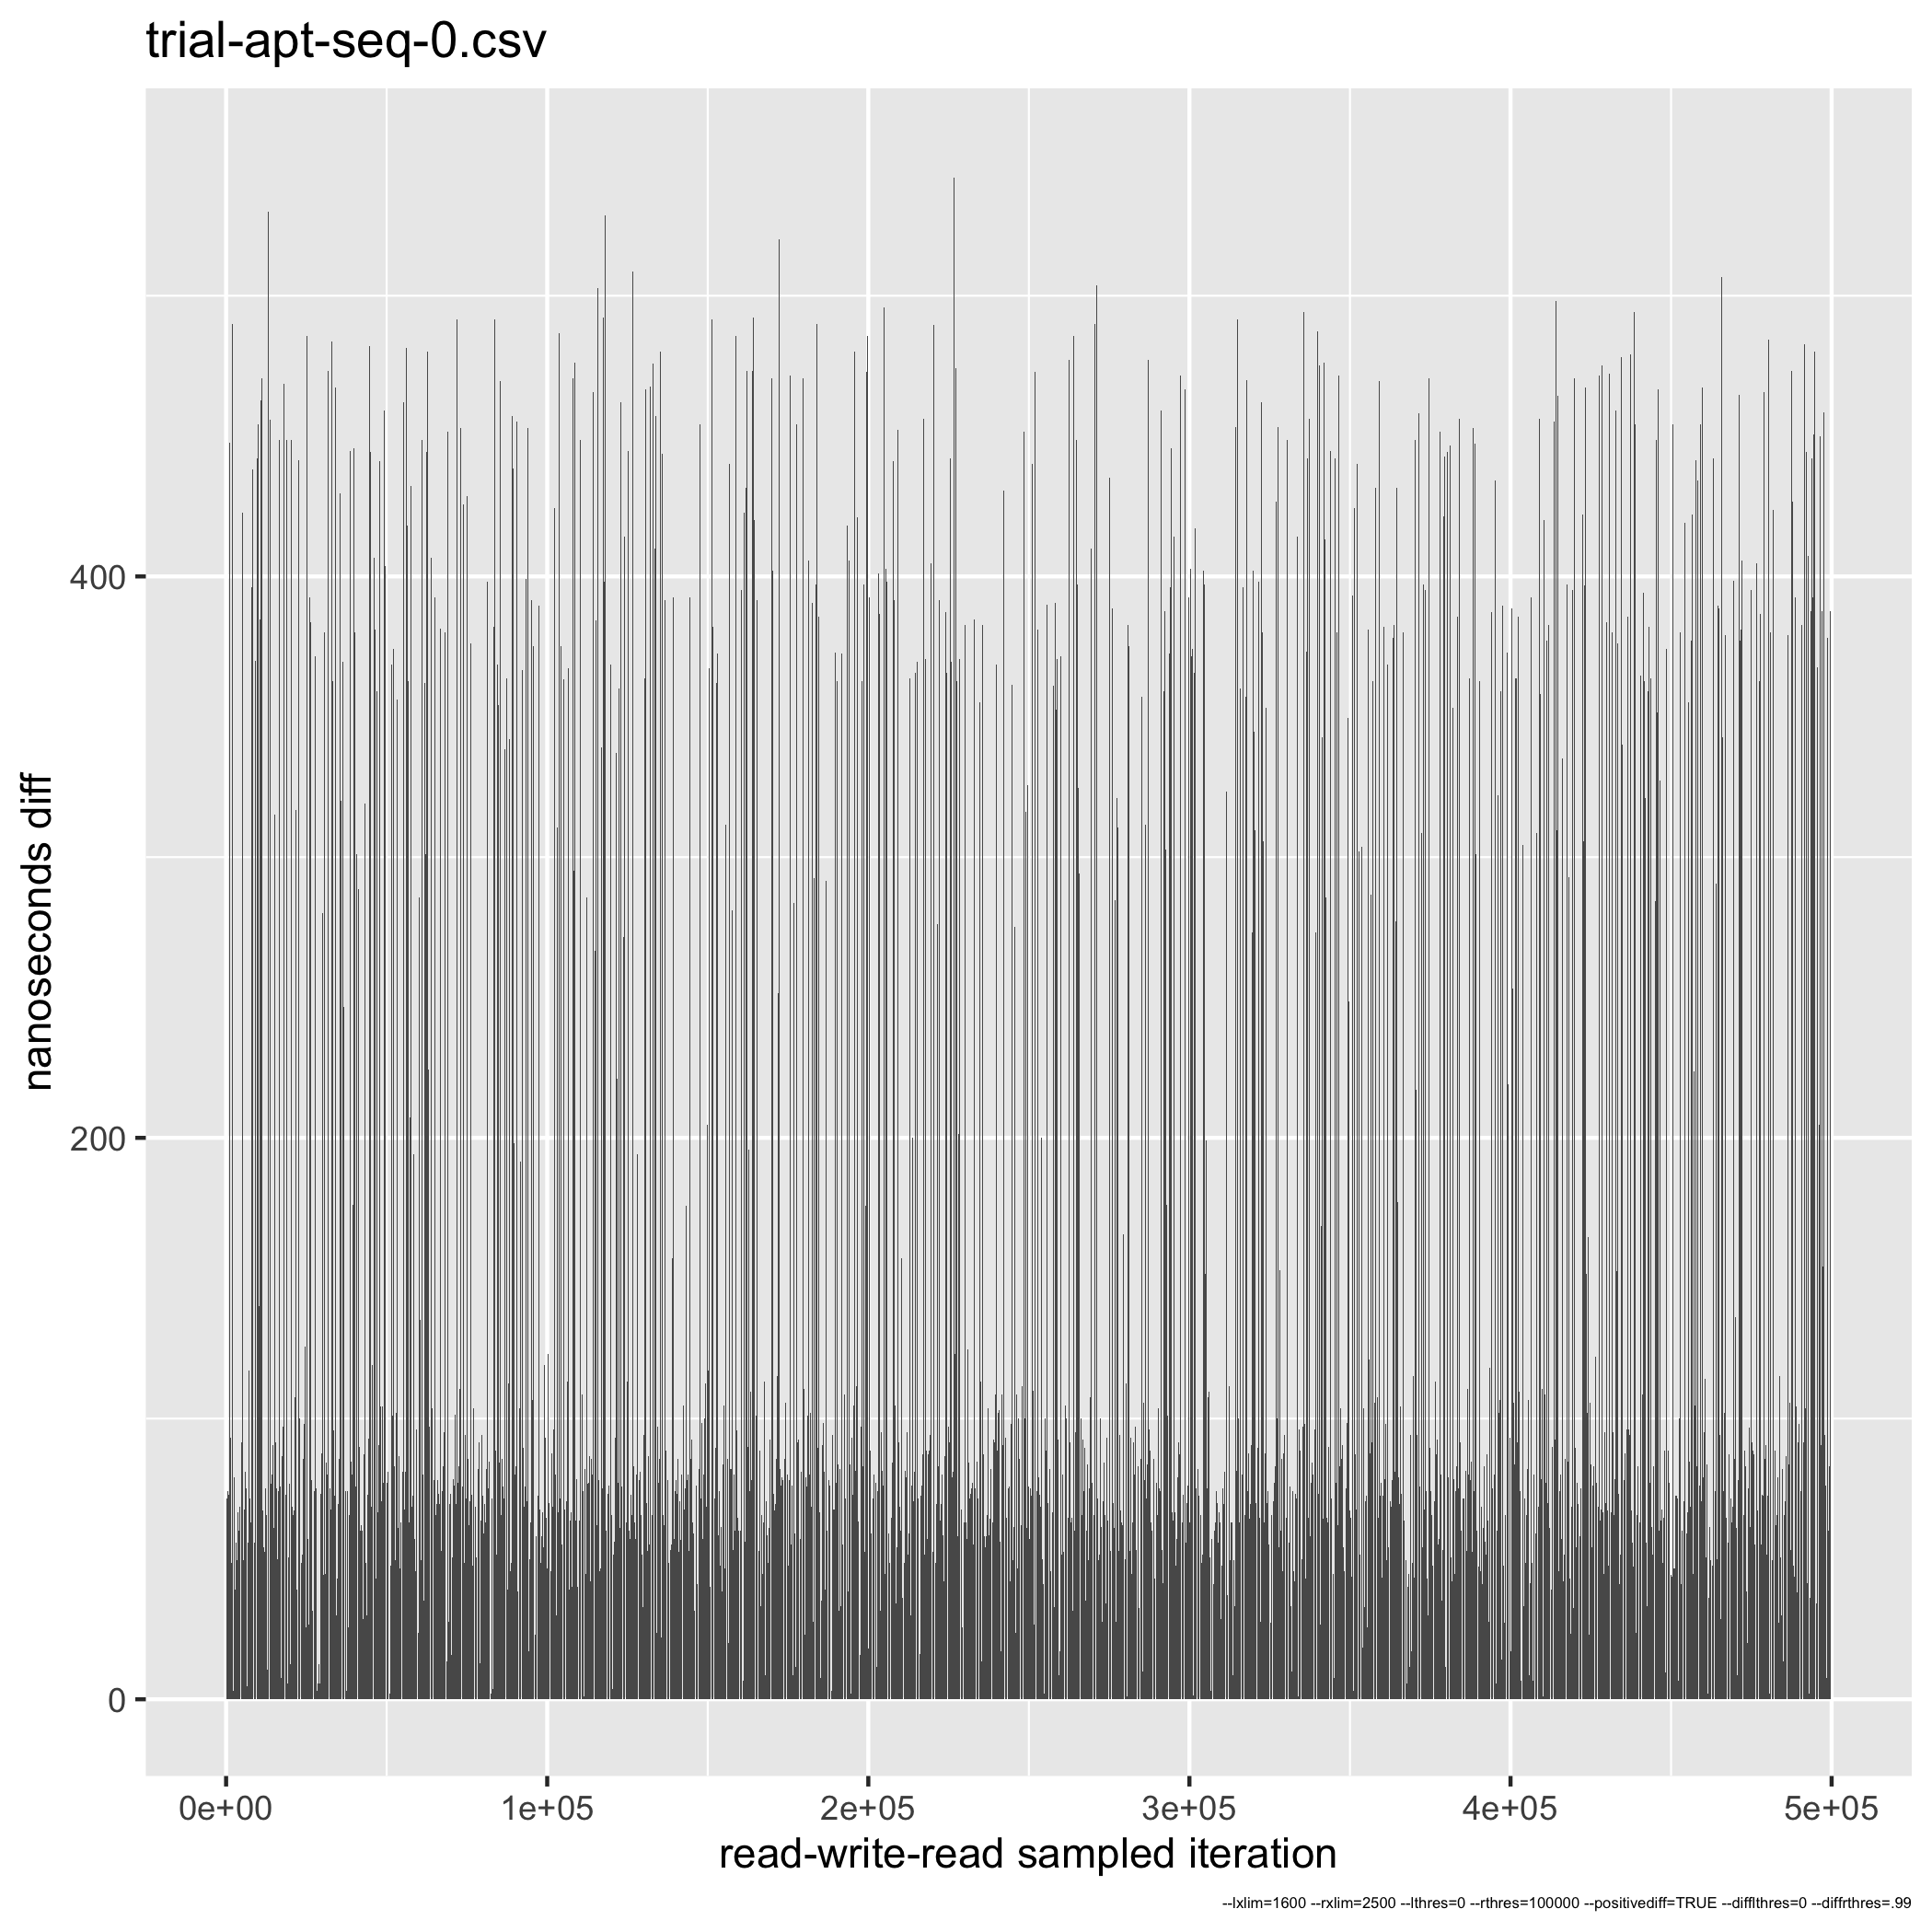 trial-apt-seq-0.csv
nanoseconds diff
400
200
0
0e+00 1e+05 2e+05 3e+05 4e+05 5e+05
read-write-read sampled iteration
--lxlim=1600 --rxlim=2500 --lthres=0 --rthres=100000 --positivediff=TRUE --difflthres=0 --diffrthres=.99